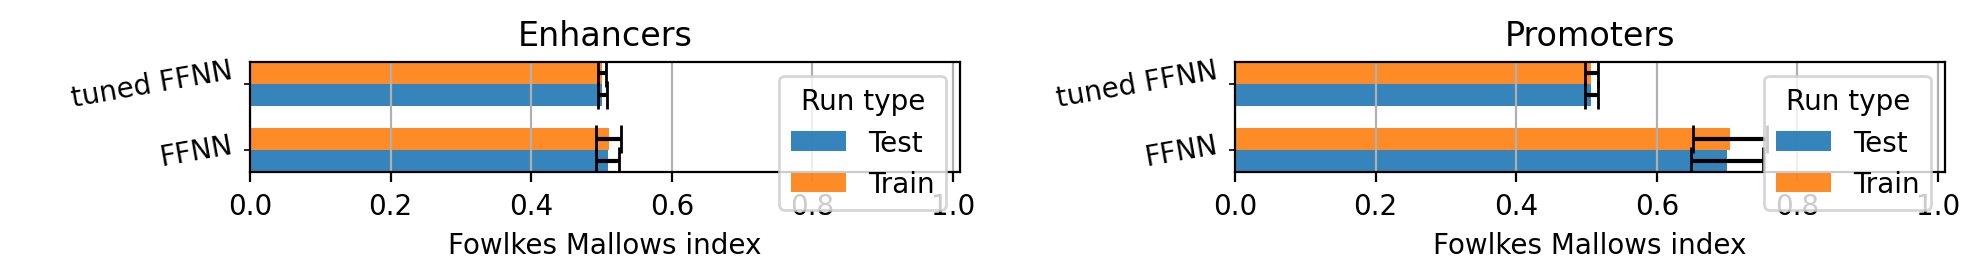 Enhancers
tuned FFNN
FFNN
Run type
Test
Train
0.0 0.2 0.4 0.6 0.8 1.0
Fowlkes Mallows index
Promoters
tuned FFNN
FFNN
Run type
Test
Train
0.0 0.2 0.4 0.6 0.8 1.0
Fowlkes Mallows index